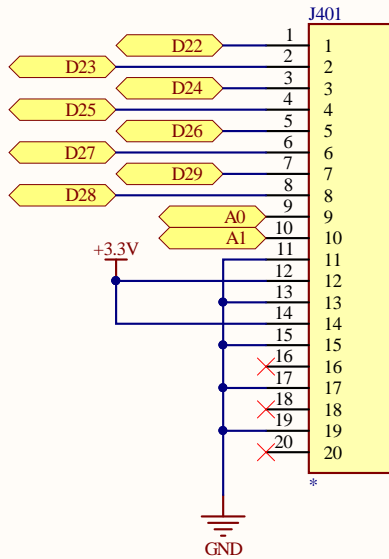 J401
D22 1 1
D23 2 2
D24 3 3
D25 4 4
D26 5 5
D27 6 6
D29 7 7
D28 8 8
A0 9 9
A1 10 10
11 11
+3.3V
12 12
13 13
14 14
15 15
16 16
17 17
18 18
19 19
20 20
*
GND